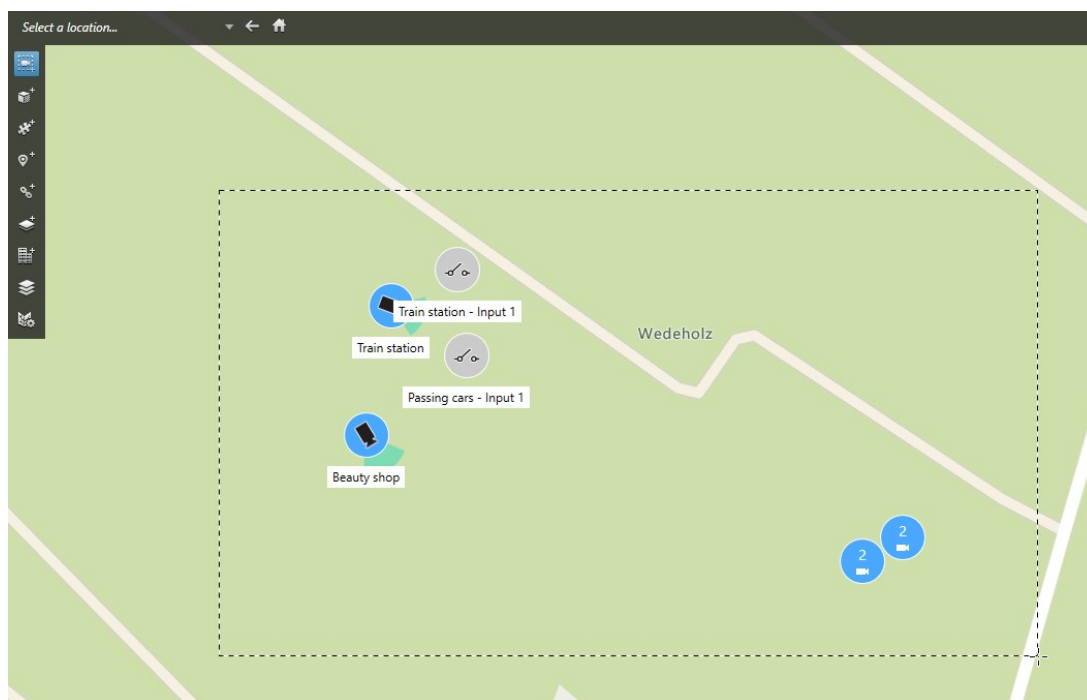 Select a location...
Train station - Input 1
Wedeholz
Train station
Passing cars - Input 1
Beauty shop
2
2